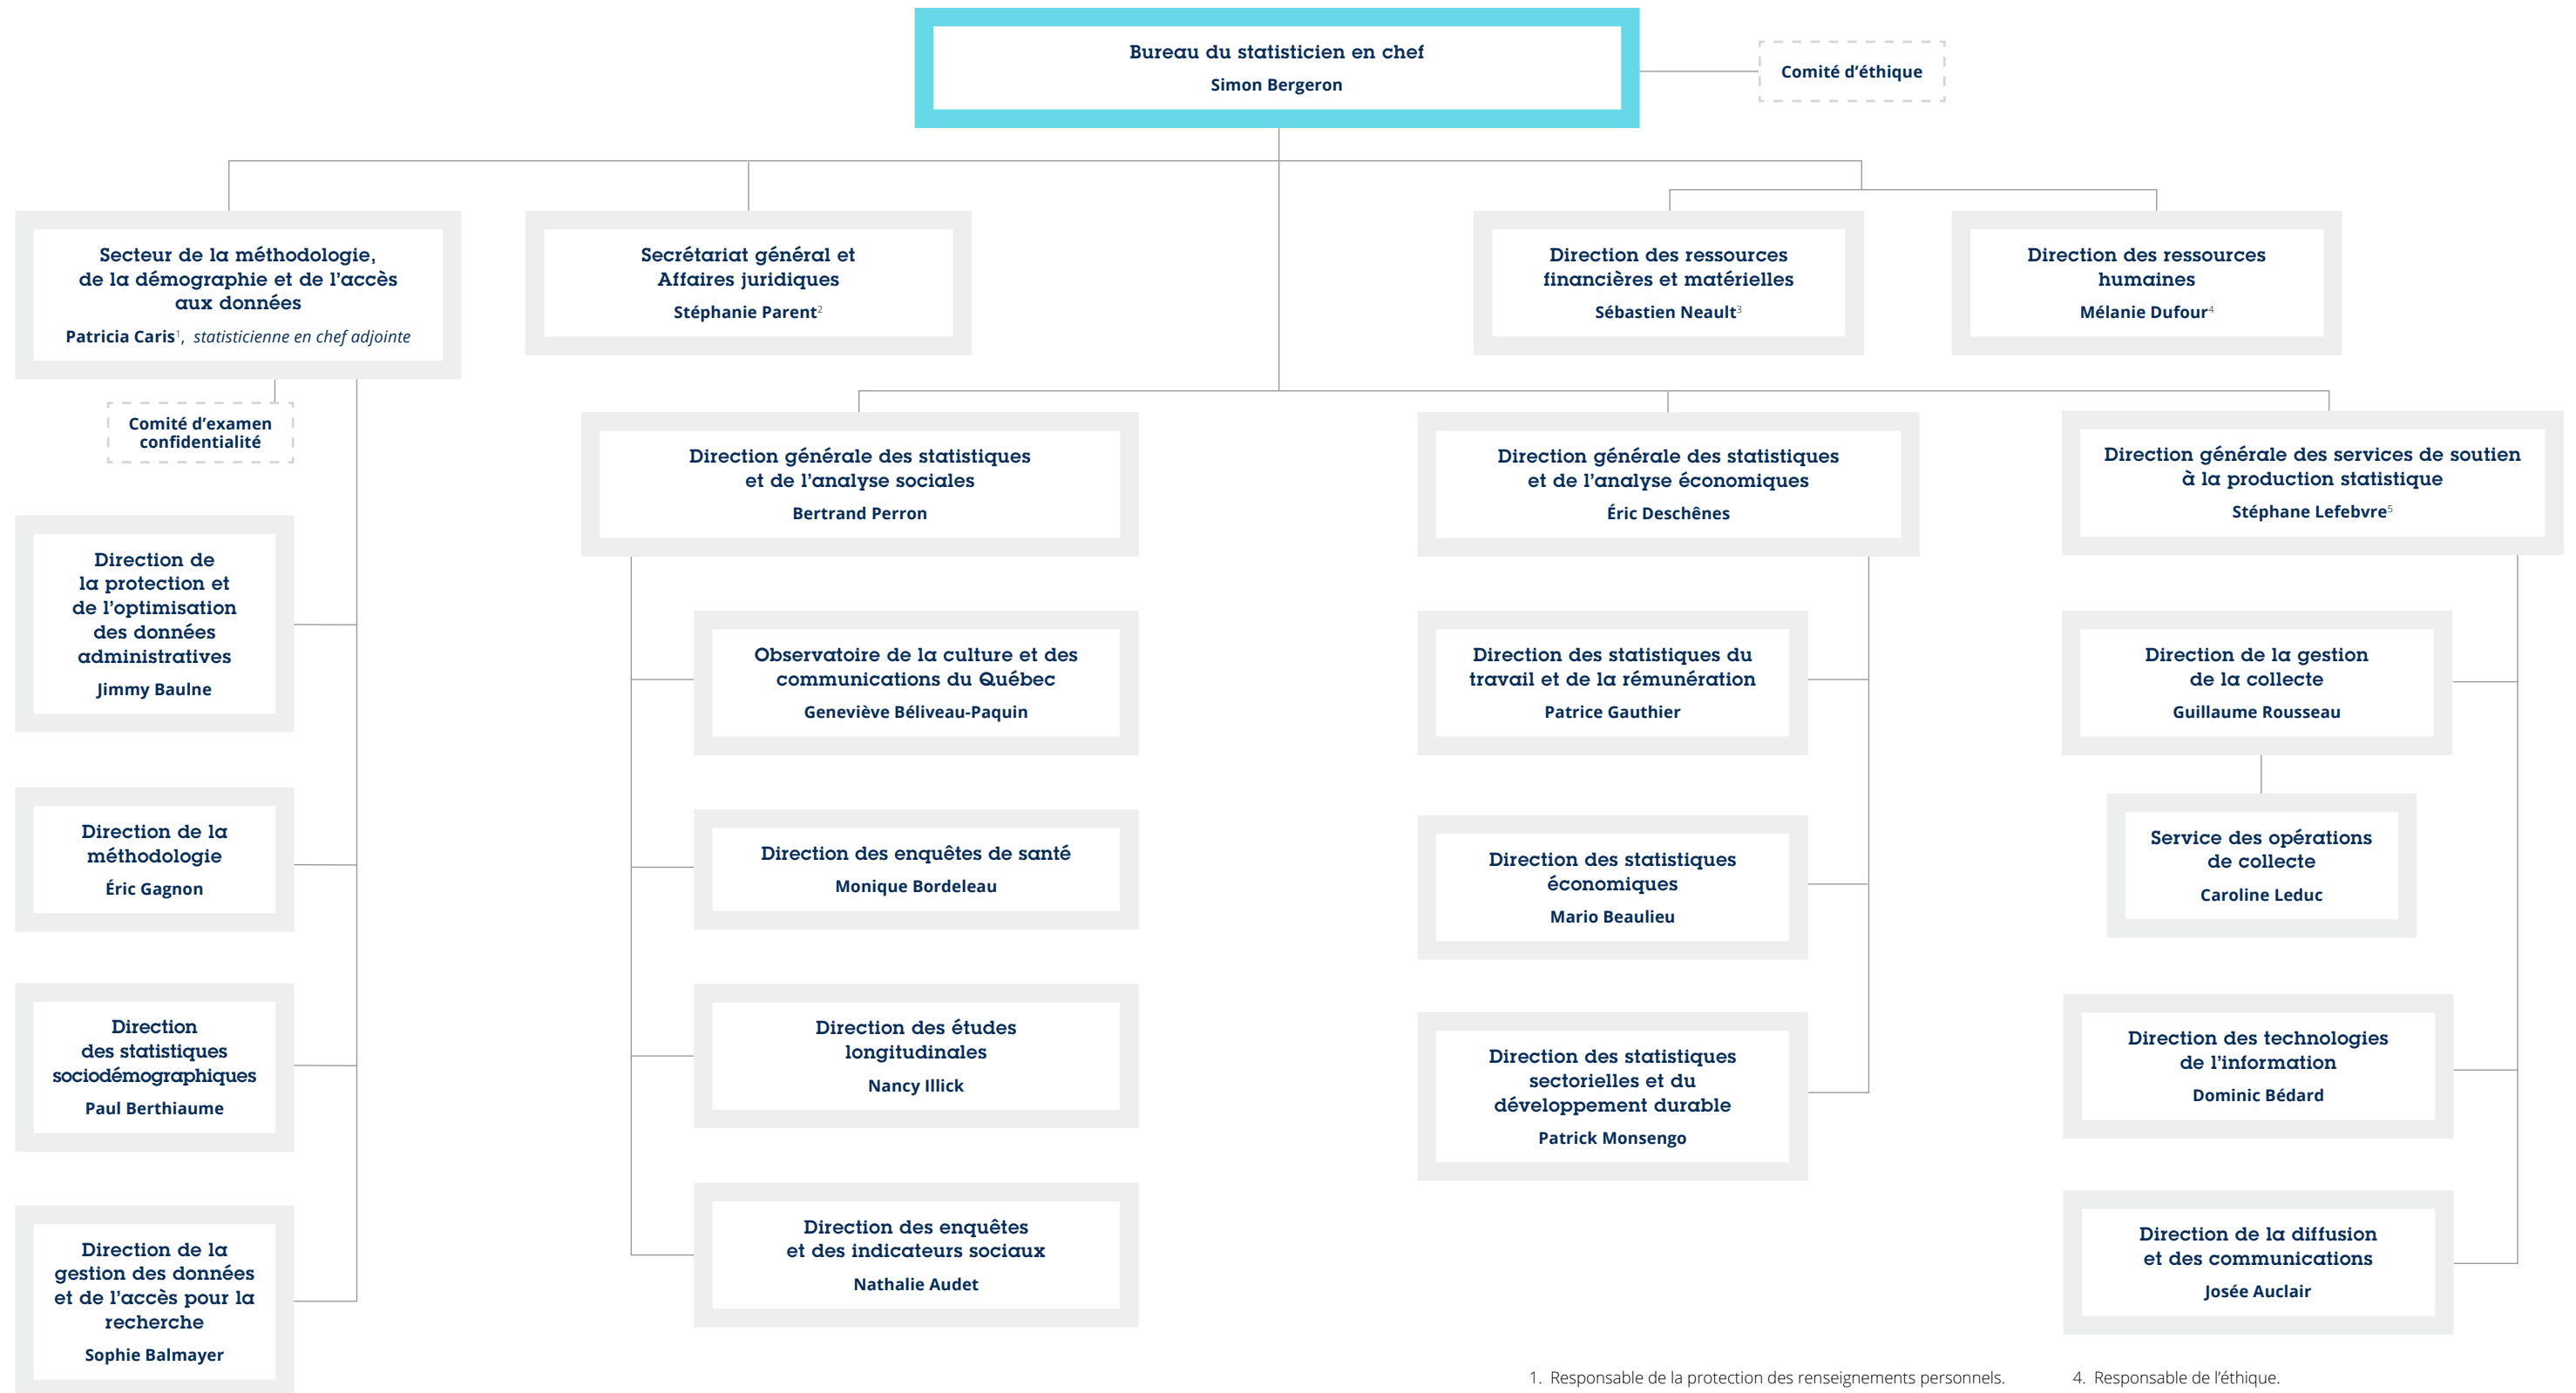 Bureau du statisticien en chef
Simon Bergeron
Comité d’éthique
Secteur de la méthodologie,
de la démographie et de l’accès
aux données
Patricia Caris¹, statisticienne en chef adjointe
Secrétariat général et
Affaires juridiques
Stéphanie Parent²
Direction des ressources
financières et matérielles
Sébastien Neault³
Direction des ressources
humaines
Mélanie Dufour⁴
Comité d’examen
confidentialité
Direction de
la protection et
de l’optimisation
des données
administratives
Jimmy Baulne
Direction de la
méthodologie
Éric Gagnon
Direction
des statistiques
sociodémographiques
Paul Berthiaume
Direction de la
gestion des données
et de l’accès pour la
recherche
Sophie Balmayer
Direction générale des statistiques
et de l’analyse sociales
Bertrand Perron
Observatoire de la culture et des
communications du Québec
Geneviève Béliveau-Paquin
Direction des enquêtes de santé
Monique Bordeleau
Direction des études
longitudinales
Nancy Illick
Direction des enquêtes
et des indicateurs sociaux
Nathalie Audet
Direction générale des statistiques
et de l’analyse économiques
Éric Deschênes
Direction des statistiques du
travail et de la rémunération
Patrice Gauthier
Direction des statistiques
économiques
Mario Beaulieu
Direction des statistiques
sectorielles et du
développement durable
Patrick Monsengo
Direction générale des services de soutien
à la production statistique
Stéphane Lefebvre⁵
Direction de la gestion
de la collecte
Guillaume Rousseau
Service des opérations
de collecte
Caroline Leduc
Direction des technologies
de l’information
Dominic Bédard
Direction de la diffusion
et des communications
Josée Auclair
1. Responsable de la protection des renseignements personnels.
4. Responsable de l’éthique.